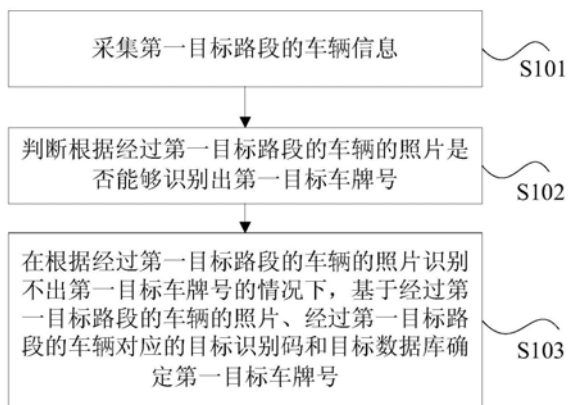 采集第一目标路段的车辆信息
S101
判断根据经过第一目标路段的车辆的照片是
否能够识别出第一目标车牌号
S102
在根据经过第一目标路段的车辆的照片识别
不出第一目标车牌号的情况下，基于经过第
一目标路段的车辆的照片、经过第一目标路
段的车辆对应的目标识别码和目标数据库确
定第一目标车牌号
S103